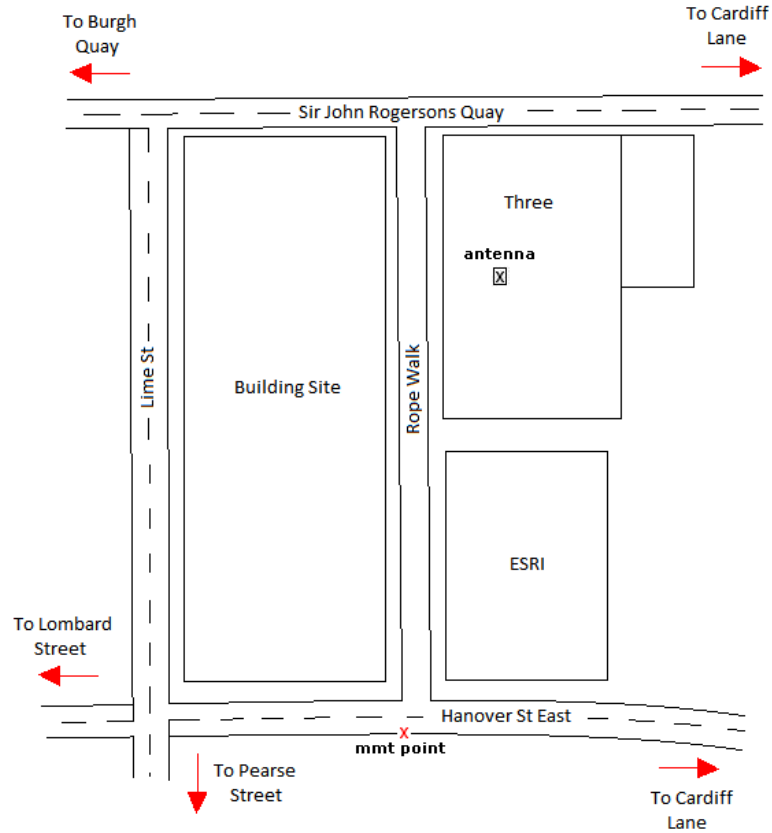 To Burgh
Quay
To Cardiff
Lane
Sir John Rogersons Quay
Three
antenna
X
Lime St
Building Site
Rope Walk
ESRI
To Lombard
Street
Hanover St East
X
mmt point
To Pearse
Street
To Cardiff
Lane